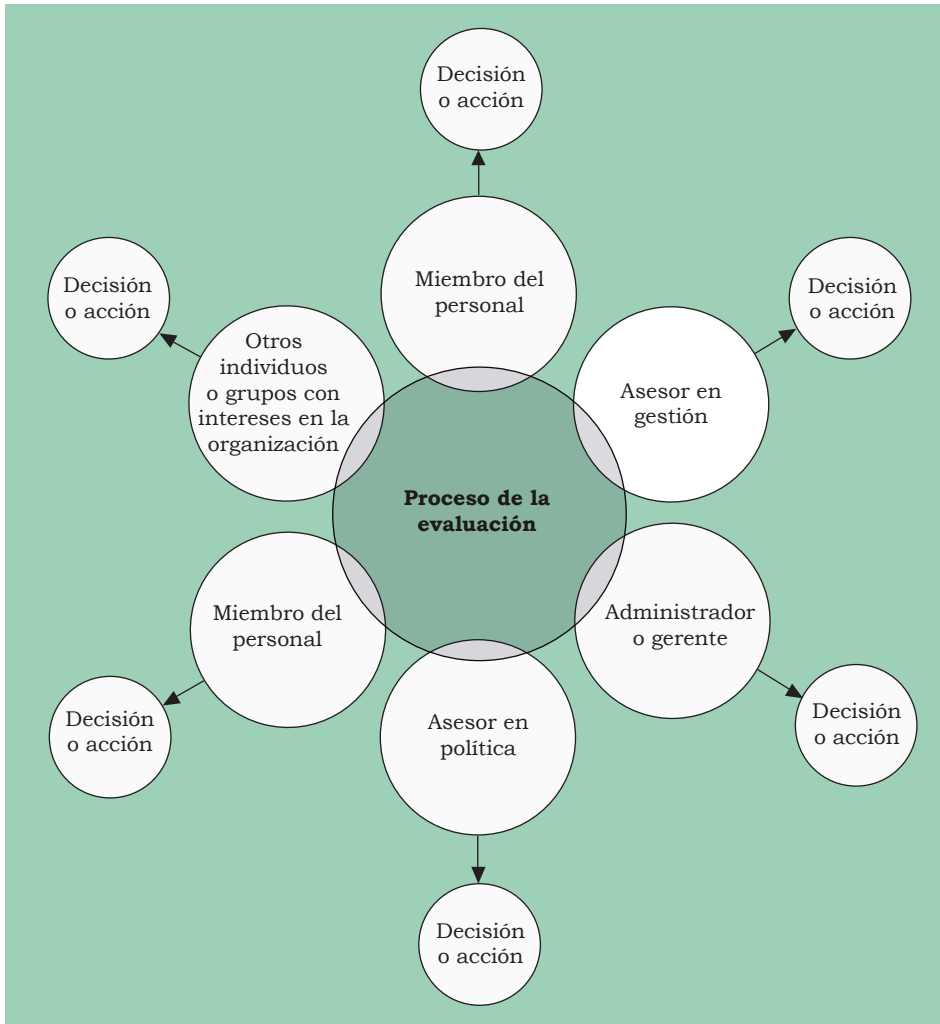 Decisión
o acción
Miembro del
personal
Decisión
o acción
Otros
individuos
o grupos con
intereses en la
organización
Decisión
o acción
Asesor en
gestión
Proceso de la
evaluación
Miembro del
personal
Decisión
o acción
Administrador
o gerente
Decisión
o acción
Asesor en
política
Decisión
o acción